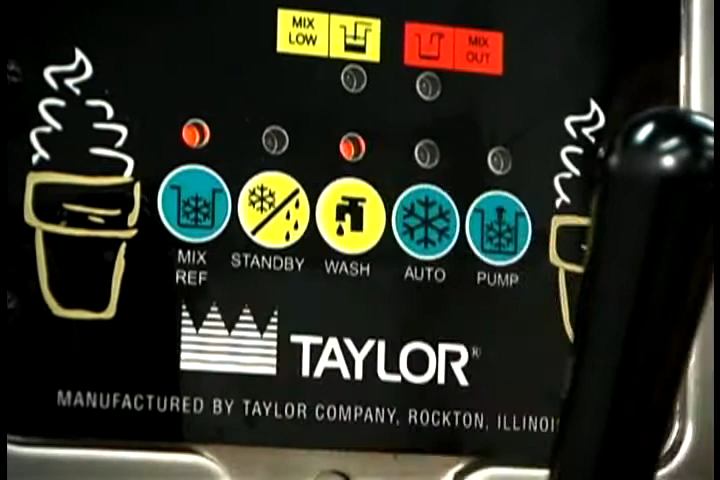 MIX
LOW
MIX
OUT
MIX
REF
STANDBY
WASH
AUTO
PUMP
TAYLOR®
MANUFACTURED BY TAYLOR COMPANY, ROCKTON, ILLINOI